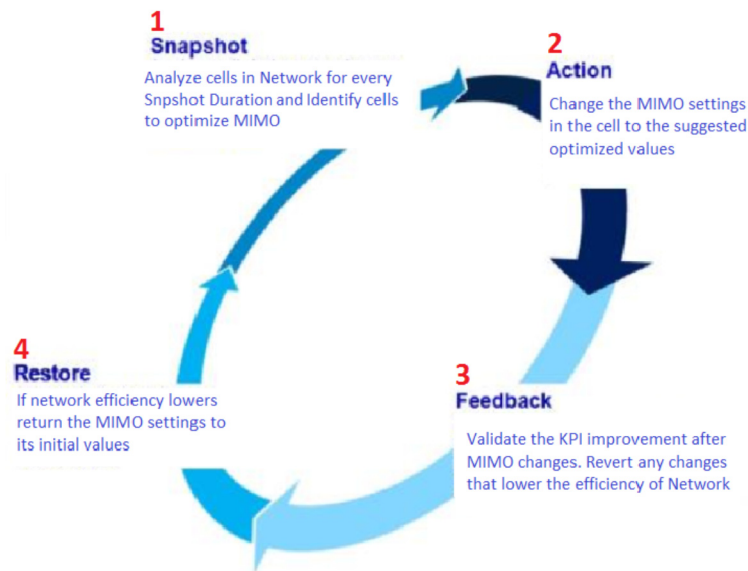 1
Snapshot
Analyze cells in Network for every
Snpshot Duration and Identify cells
to optimize MIMO
2
Action
Change the MIMO settings
in the cell to the suggested
optimized values
3
Feedback
Validate the KPI improvement after
MIMO changes. Revert any changes
that lower the efficiency of Network
4
Restore
If network efficiency lowers
return the MIMO settings to
its initial values